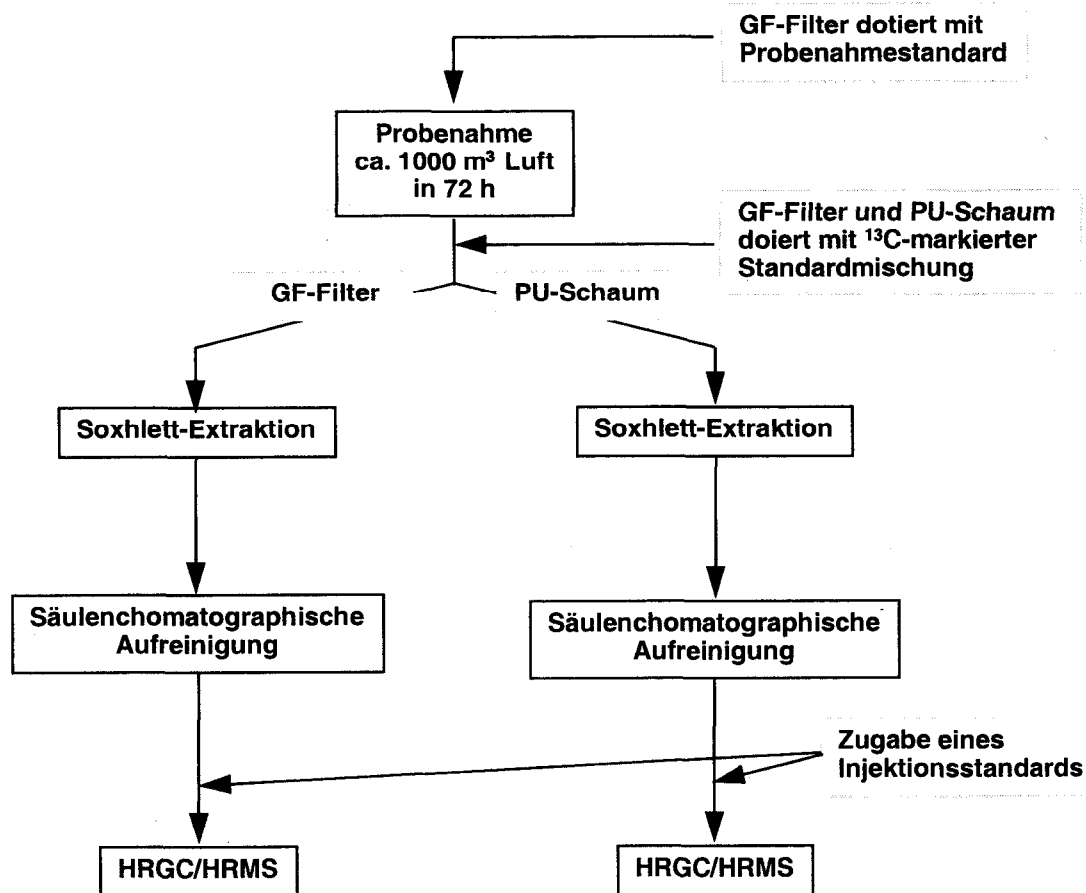 GF-Filter dotiert mit
Probenahmestandard
Probenahme
ca. 1000 m³ Luft
in 72 h
GF-Filter und PU-Schaum
doiert mit ¹³C-markierter
Standardmischung
GF-Filter
PU-Schaum
Soxhlett-Extraktion
Soxhlett-Extraktion
Säulenchomatographische
Aufreinigung
Säulenchomatographische
Aufreinigung
Zugabe eines
Injektionsstandards
HRGC/HRMS
HRGC/HRMS